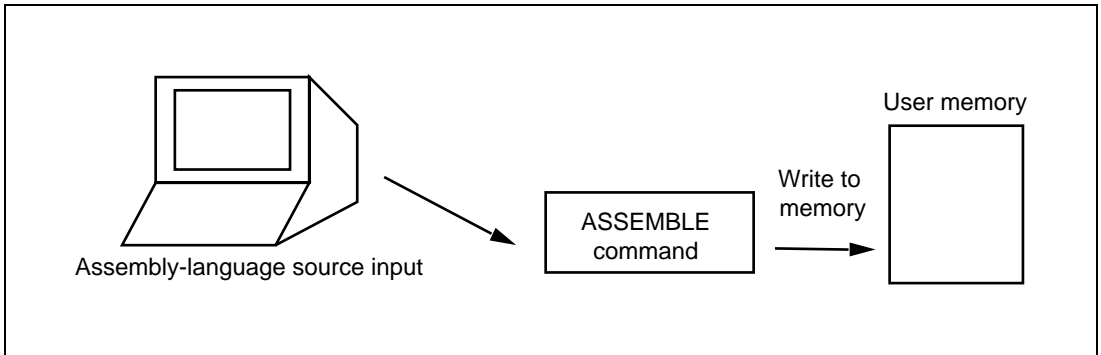 User memory
Write to
memory
ASSEMBLE
command
Assembly-language source input